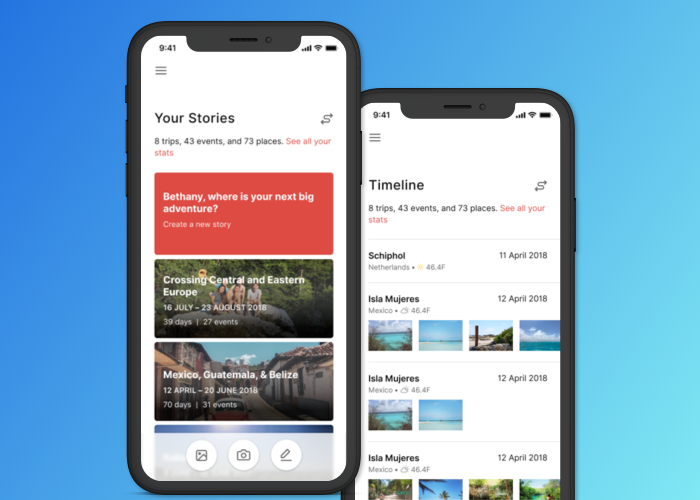 9:41
Your Stories
8 trips, 43 events, and 73 places. See all your
stats
Bethany, where is your next big
adventure?
Create a new story
Crossing Central and Eastern
Europe
16 JULY – 23 AUGUST 2018
39 days | 27 events
Mexico, Guatemala, & Belize
12 APRIL – 20 JUNE 2018
70 days | 31 events
9:41
Timeline
8 trips, 43 events, and 73 places. See all your
stats
Schiphol 11 April 2018
Netherlands • 46.4F
Isla Mujeres 12 April 2018
Mexico • 46.4F
Isla Mujeres 12 April 2018
Mexico • 46.4F
Isla Mujeres 12 April 2018
Mexico • 46.4F